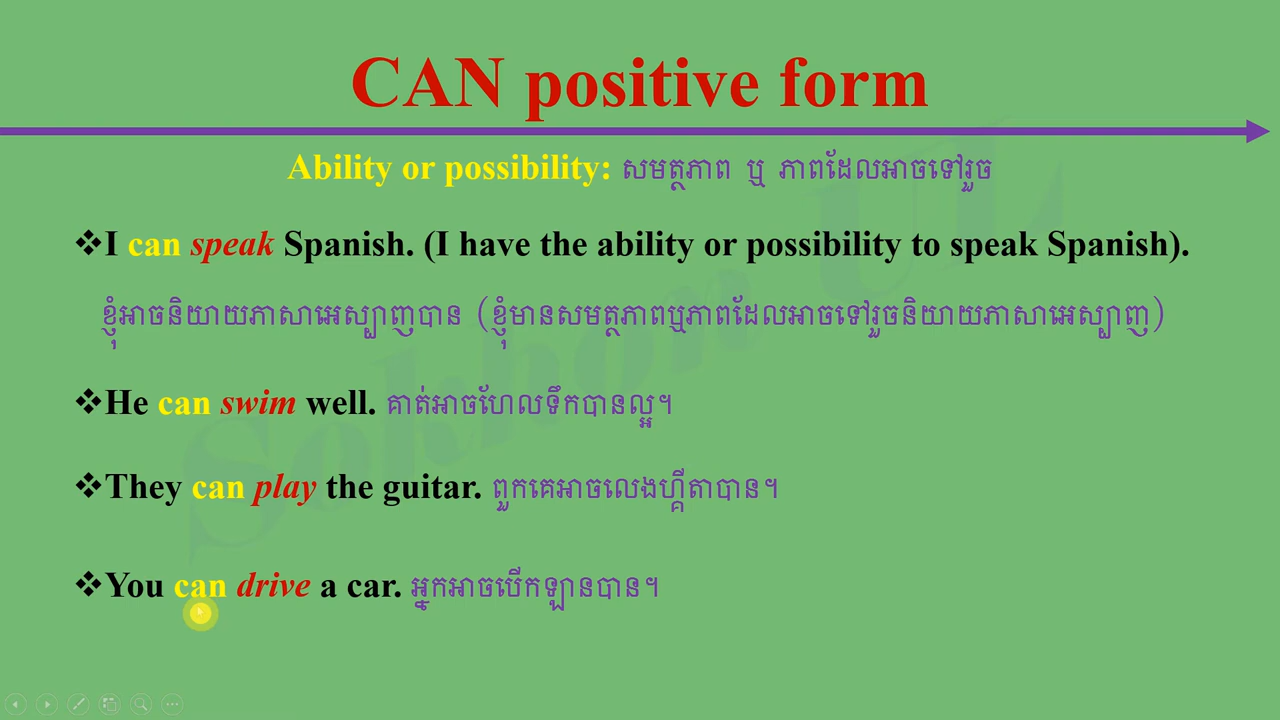 CAN positive form
Ability or possibility: សមត្ថភាព ឬ ភាពដែលអាចទៅរួច
❖I can speak Spanish. (I have the ability or possibility to speak Spanish).
ខ្ញុំអាចនិយាយភាសាអេស្ប៉ាញបាន (ខ្ញុំមានសមត្ថភាពឬភាពដែលអាចទៅរួចនិយាយភាសាអេស្ប៉ាញ)
❖He can swim well. គាត់អាចហែលទឹកបានល្អ។
❖They can play the guitar. ពួកគេអាចលេងហ្គីតាបាន។
❖You can drive a car. អ្នកអាចបើកឡានបាន។
Sokhon UL